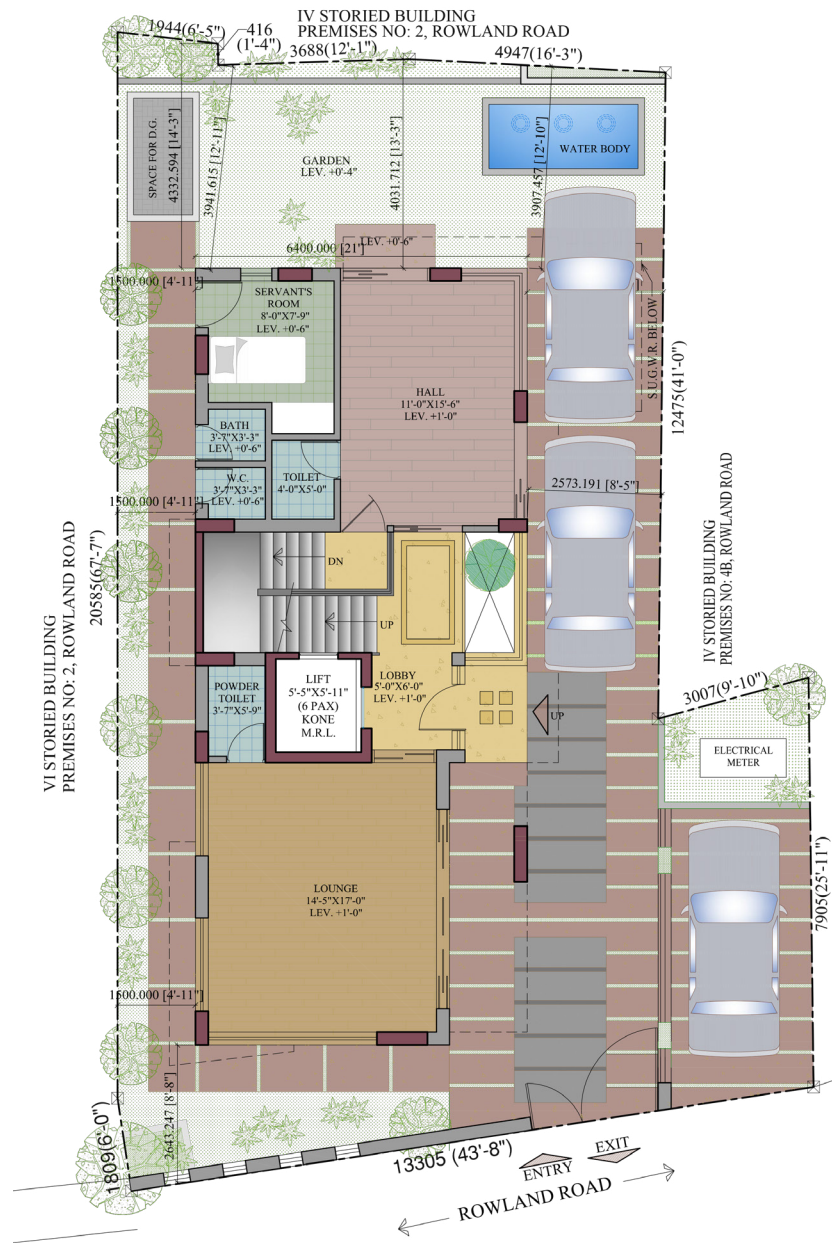 IV STORIED BUILDING
PREMISES NO: 2, ROWLAND ROAD
1944(6'-5")
416
(1'-4")
3688(12'-1")
4947(16'-3")
SPACE FOR D.G.
4332.594 [14'-3"]
3941.615 [12'-11"]
GARDEN
LEV. +0'-4"
4031.712 [13'-3"]
3907.457 [12'-10"]
WATER BODY
LEV. +0'-6"
6400.000 [21']
1500.000 [4'-11"]
SERVANT'S
ROOM
8'-0"X7'-9"
LEV. +0'-6"
S.U.G.W.R. BELOW
HALL
11'-0"X15'-6"
LEV. +1'-0"
12475(41'-0")
BATH
3'-7"X3'-3"
LEV. +0'-6"
W.C.
3'-7"X3'-3"
LEV. +0'-6"
TOILET
4'-0"X5'-0"
2573.191 [8'-5"]
1500.000 [4'-11"]
IV STORIED BUILDING
PREMISES NO: 4B, ROWLAND ROAD
VI STORIED BUILDING
PREMISES NO: 2, ROWLAND ROAD
20585(67'-7")
DN
UP
POWDER
TOILET
3'-7"X5'-9"
LIFT
5'-5"X5'-11"
(6 PAX)
KONE
M.R.L.
LOBBY
5'-0"X6'-0"
LEV. +1'-0"
UP
3007(9'-10")
ELECTRICAL
METER
LOUNGE
14'-5"X17'-0"
LEV. +1'-0"
7905(25'-11")
1500.000 [4'-11"]
2643.247 [8'-8"]
1809(6'-0")
13305 (43'-8")
ENTRY
EXIT
ROWLAND ROAD